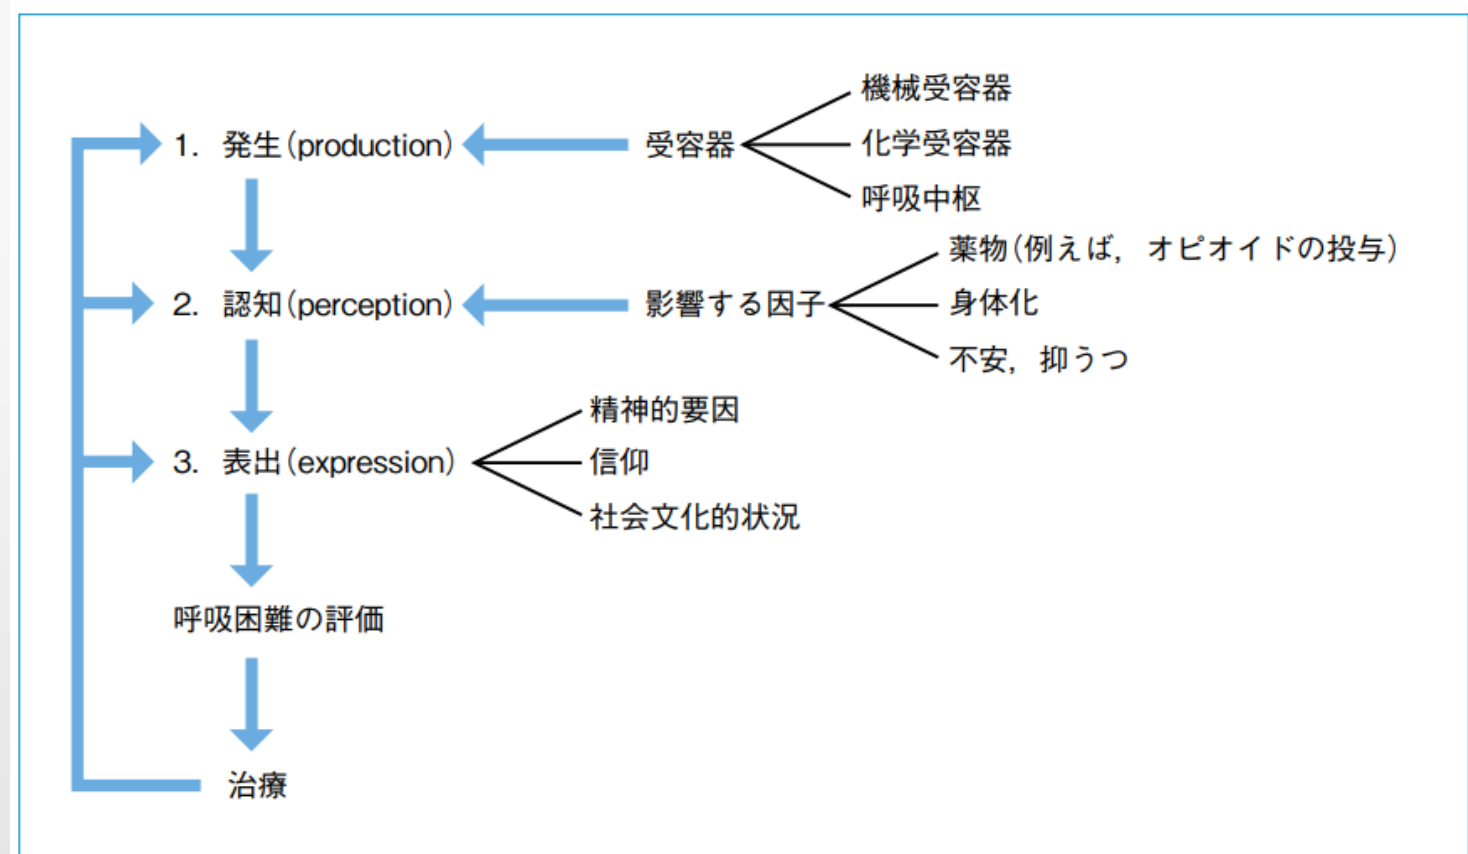 機械受容器
1. 発生(production)
受容器
化学受容器
呼吸中枢
薬物(例えば,オピオイドの投与)
2. 認知(perception)
影響する因子
身体化
不安,抑うつ
精神的要因
3. 表出(expression)
信仰
社会文化的状況
呼吸困難の評価
治療